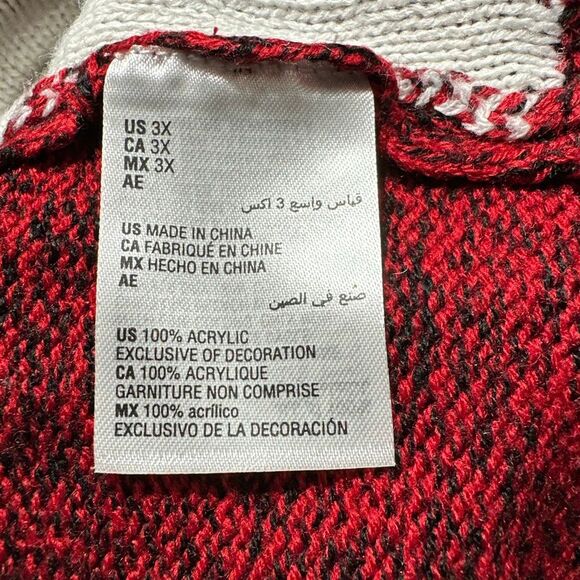 US 3X
CA 3X
MX 3X
AE
قياس واسع 3 اكس
US MADE IN CHINA
CA FABRIQUÉ EN CHINE
MX HECHO EN CHINA
AE
صُنع في الصين
US 100% ACRYLIC
EXCLUSIVE OF DECORATION
CA 100% ACRYLIQUE
GARNITURE NON COMPRISE
MX 100% acrílico
EXCLUSIVO DE LA DECORACIÓN